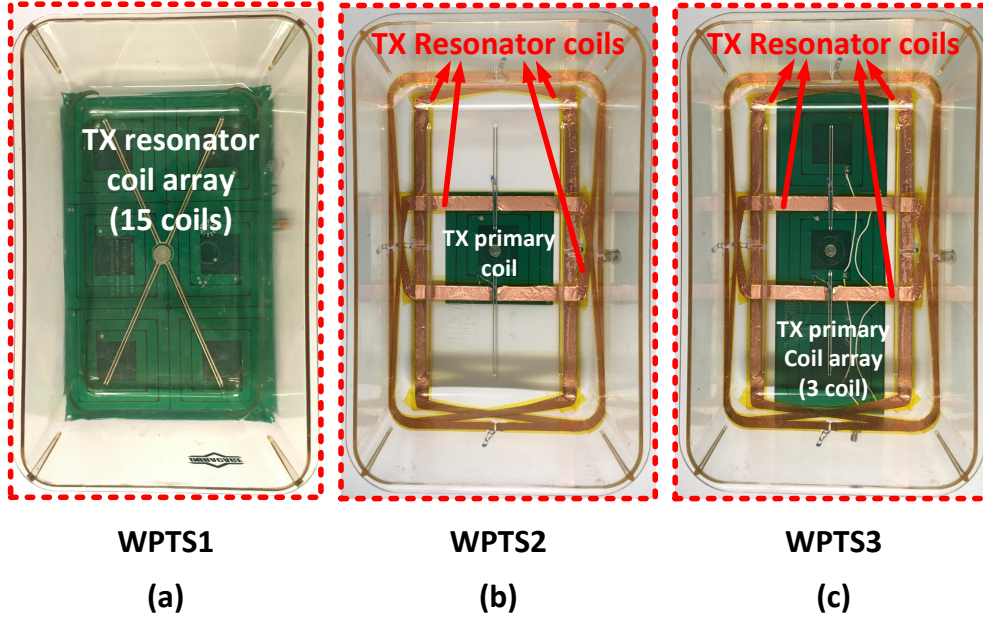 TX resonator
coil array
(15 coils)
TX Resonator coils
TX primary
coil
TX Resonator coils
TX primary
Coil array
(3 coil)
WPTS1
WPTS2
WPTS3
(a)
(b)
(c)